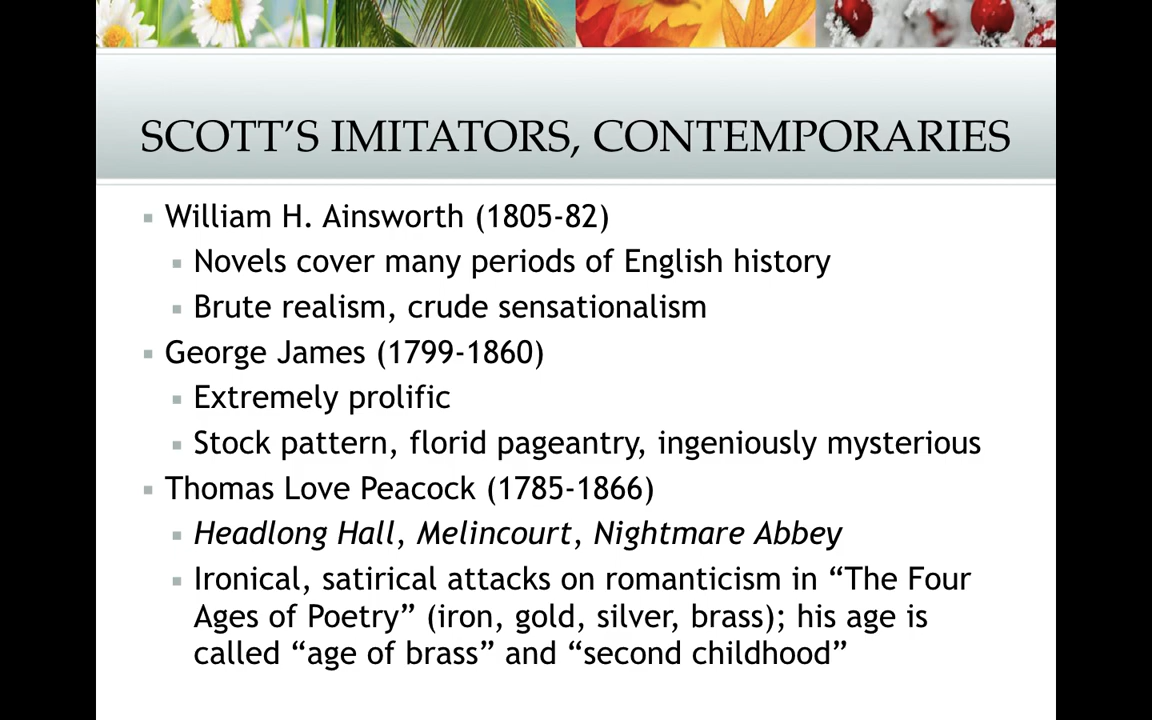 SCOTT’S IMITATORS, CONTEMPORARIES
William H. Ainsworth (1805-82)
Novels cover many periods of English history
Brute realism, crude sensationalism
George James (1799-1860)
Extremely prolific
Stock pattern, florid pageantry, ingeniously mysterious
Thomas Love Peacock (1785-1866)
Headlong Hall, Melincourt, Nightmare Abbey
Ironical, satirical attacks on romanticism in “The Four
Ages of Poetry” (iron, gold, silver, brass); his age is
called “age of brass” and “second childhood”